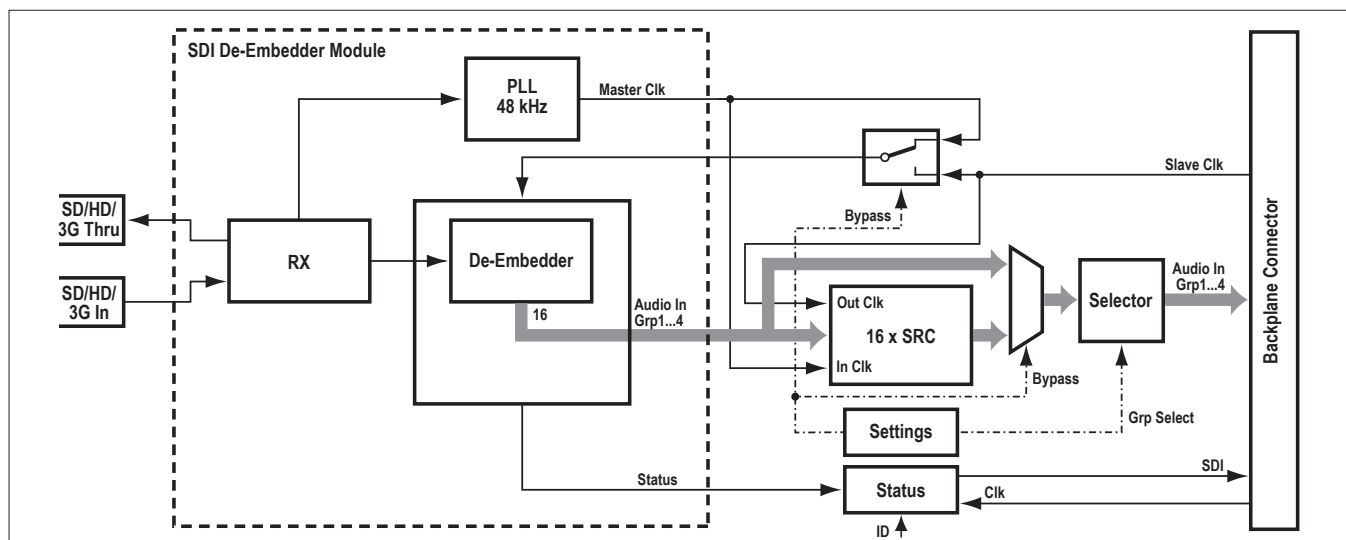 SDI De-Embedder Module
PLL
48 kHz
Master Clk
Slave Clk
SD/HD/
3G Thru
SD/HD/
3G In
RX
De-Embedder
16
Audio In
Grp1...4
Bypass
Out Clk
16 x SRC
In Clk
Bypass
Selector
Audio In
Grp1...4
Backplane Connector
Settings
Grp Select
Status
Status
SDI
Clk
ID